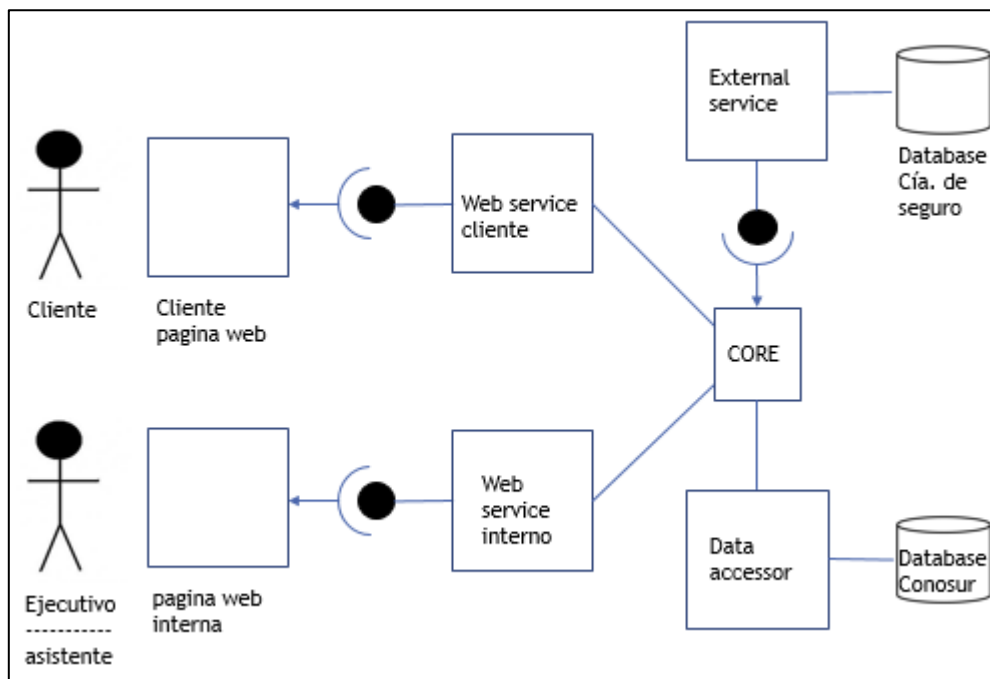 External
service
Database
Cía. de
seguro
Web service
cliente
Cliente
Cliente
pagina web
CORE
Web
service
interno
Data
accessor
Database
Conosur
Ejecutivo
-----------
asistente
pagina web
interna